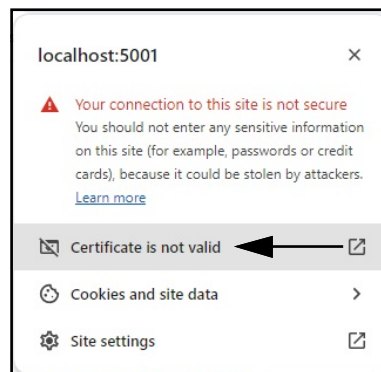 localhost:5001
Your connection to this site is not secure
You should not enter any sensitive information
on this site (for example, passwords or credit
cards), because it could be stolen by attackers.
Learn more
Certificate is not valid
Cookies and site data
Site settings